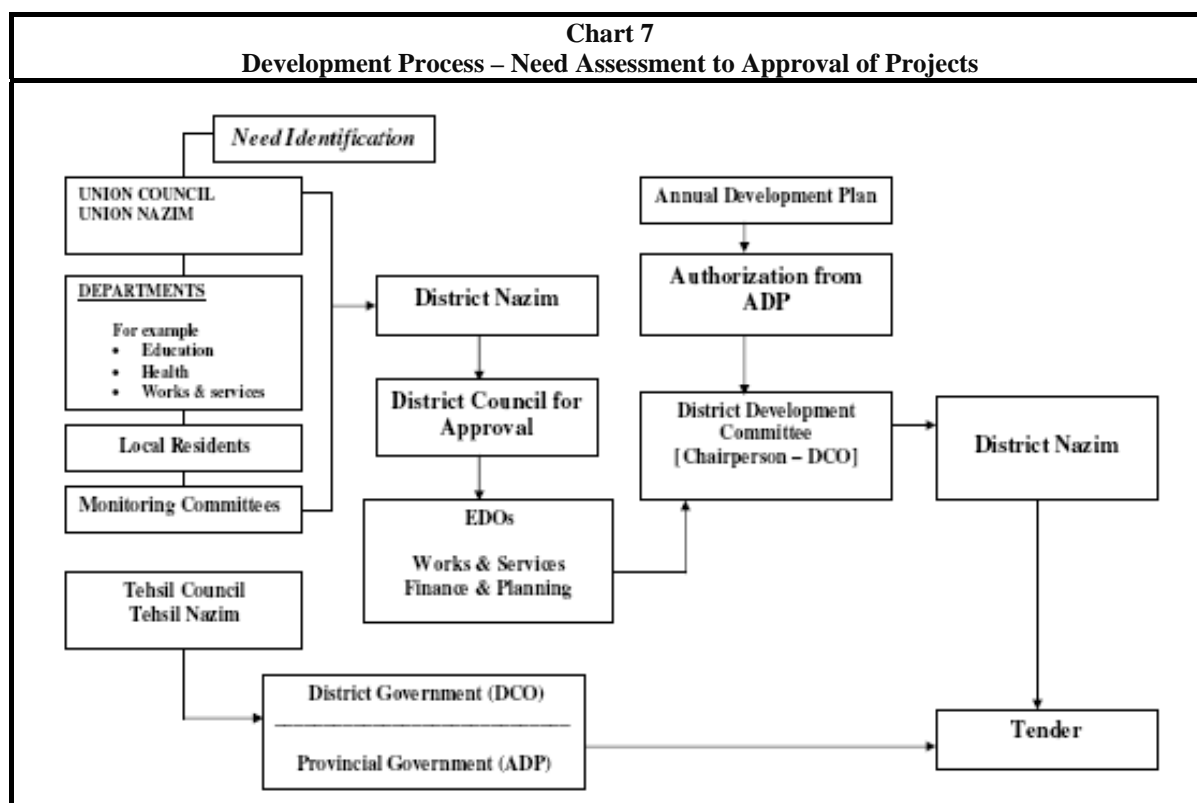 Chart 7
Development Process – Need Assessment to Approval of Projects
Need Identification
UNION COUNCIL
UNION NAZIM
DEPARTMENTS
For example
• Education
• Health
• Works & services
Local Residents
Monitoring Committees
Tehsil Council
Tehsil Nazim
District Nazim
District Council for
Approval
EDOs
Works & Services
Finance & Planning
District Government (DCO)
Provincial Government (ADP)
Annual Development Plan
Authorization from
ADP
District Development
Committee
[Chairperson – DCO]
District Nazim
Tender